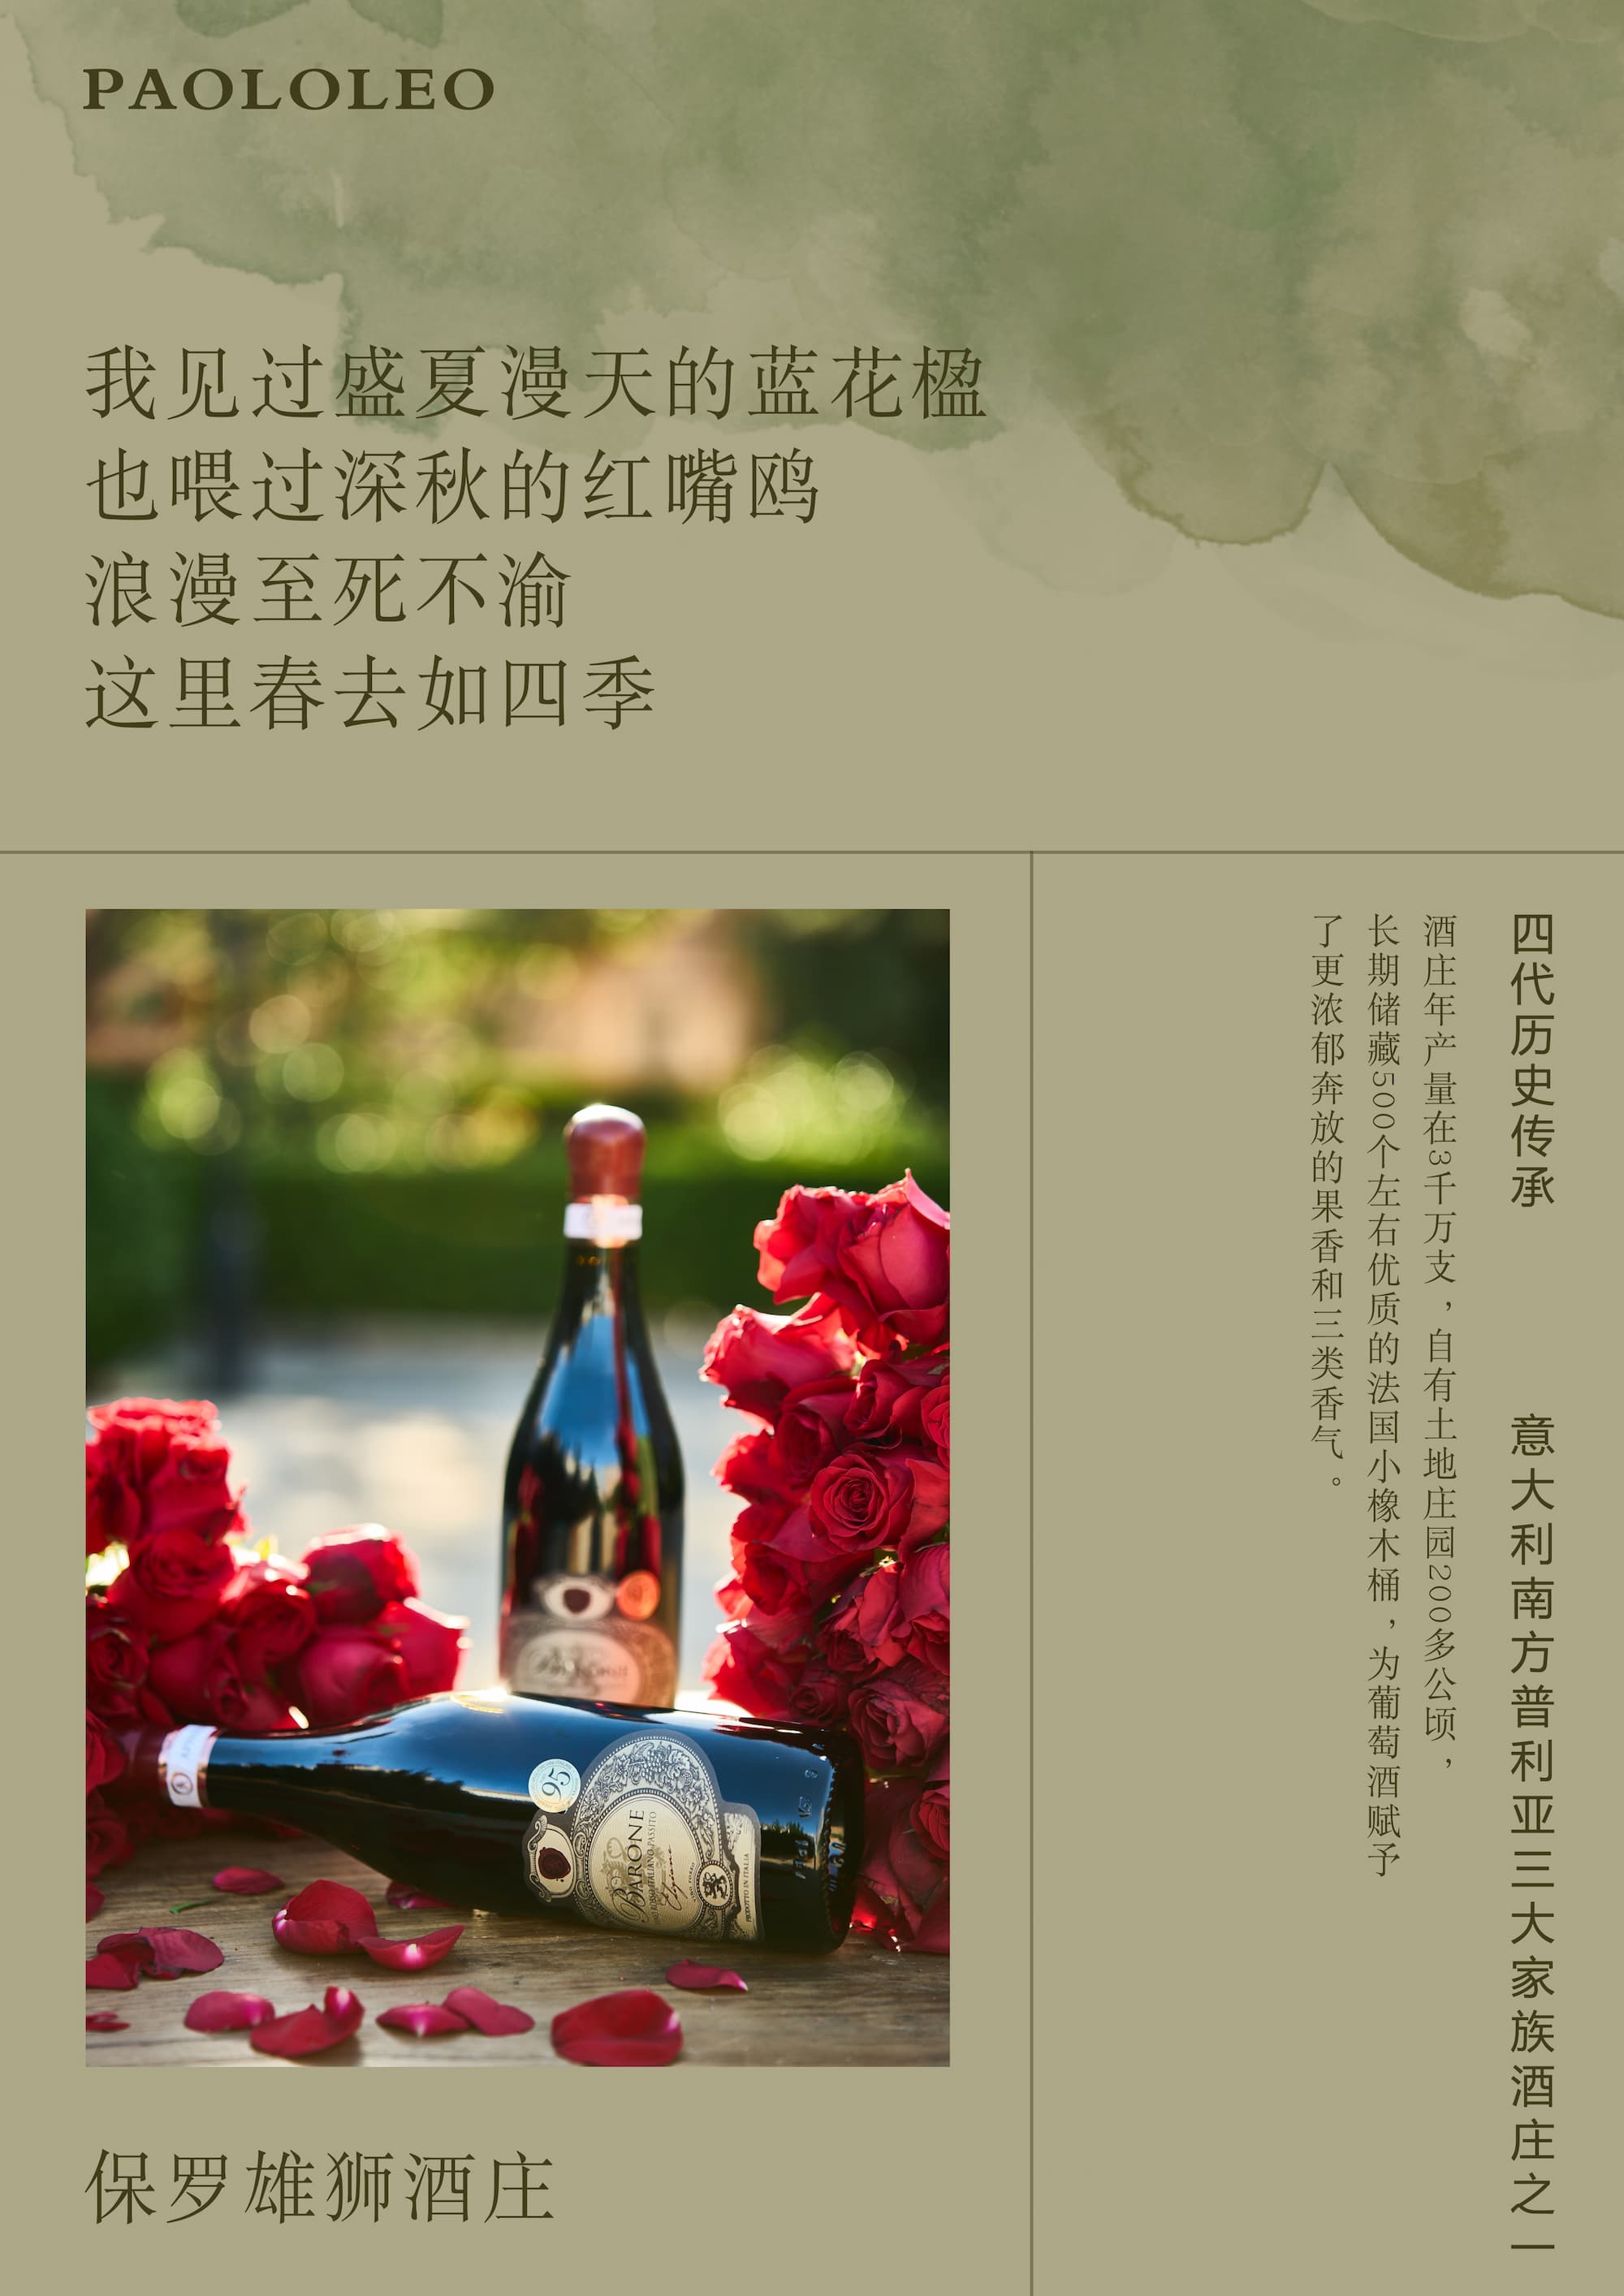 PAOLOLEO
我见过盛夏漫天的蓝花楹
也喂过深秋的红嘴鸥
浪漫至死不渝
这里春去如四季
四代历史传承
意大利南方普利亚三大家族酒庄之一
酒庄年产量在3千万支，自有土地庄园200多公顷，
长期储藏500个左右优质的法国小橡木桶，为葡萄酒赋予
了更浓郁奔放的果香和三类香气。
95
BARONE
PRODOTTO IN ITALIA
保罗雄狮酒庄